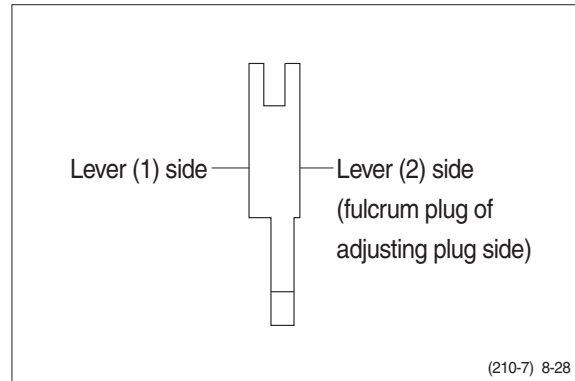 Lever (1) side
Lever (2) side
(fulcrum plug of
adjusting plug side)
(210-7) 8-28